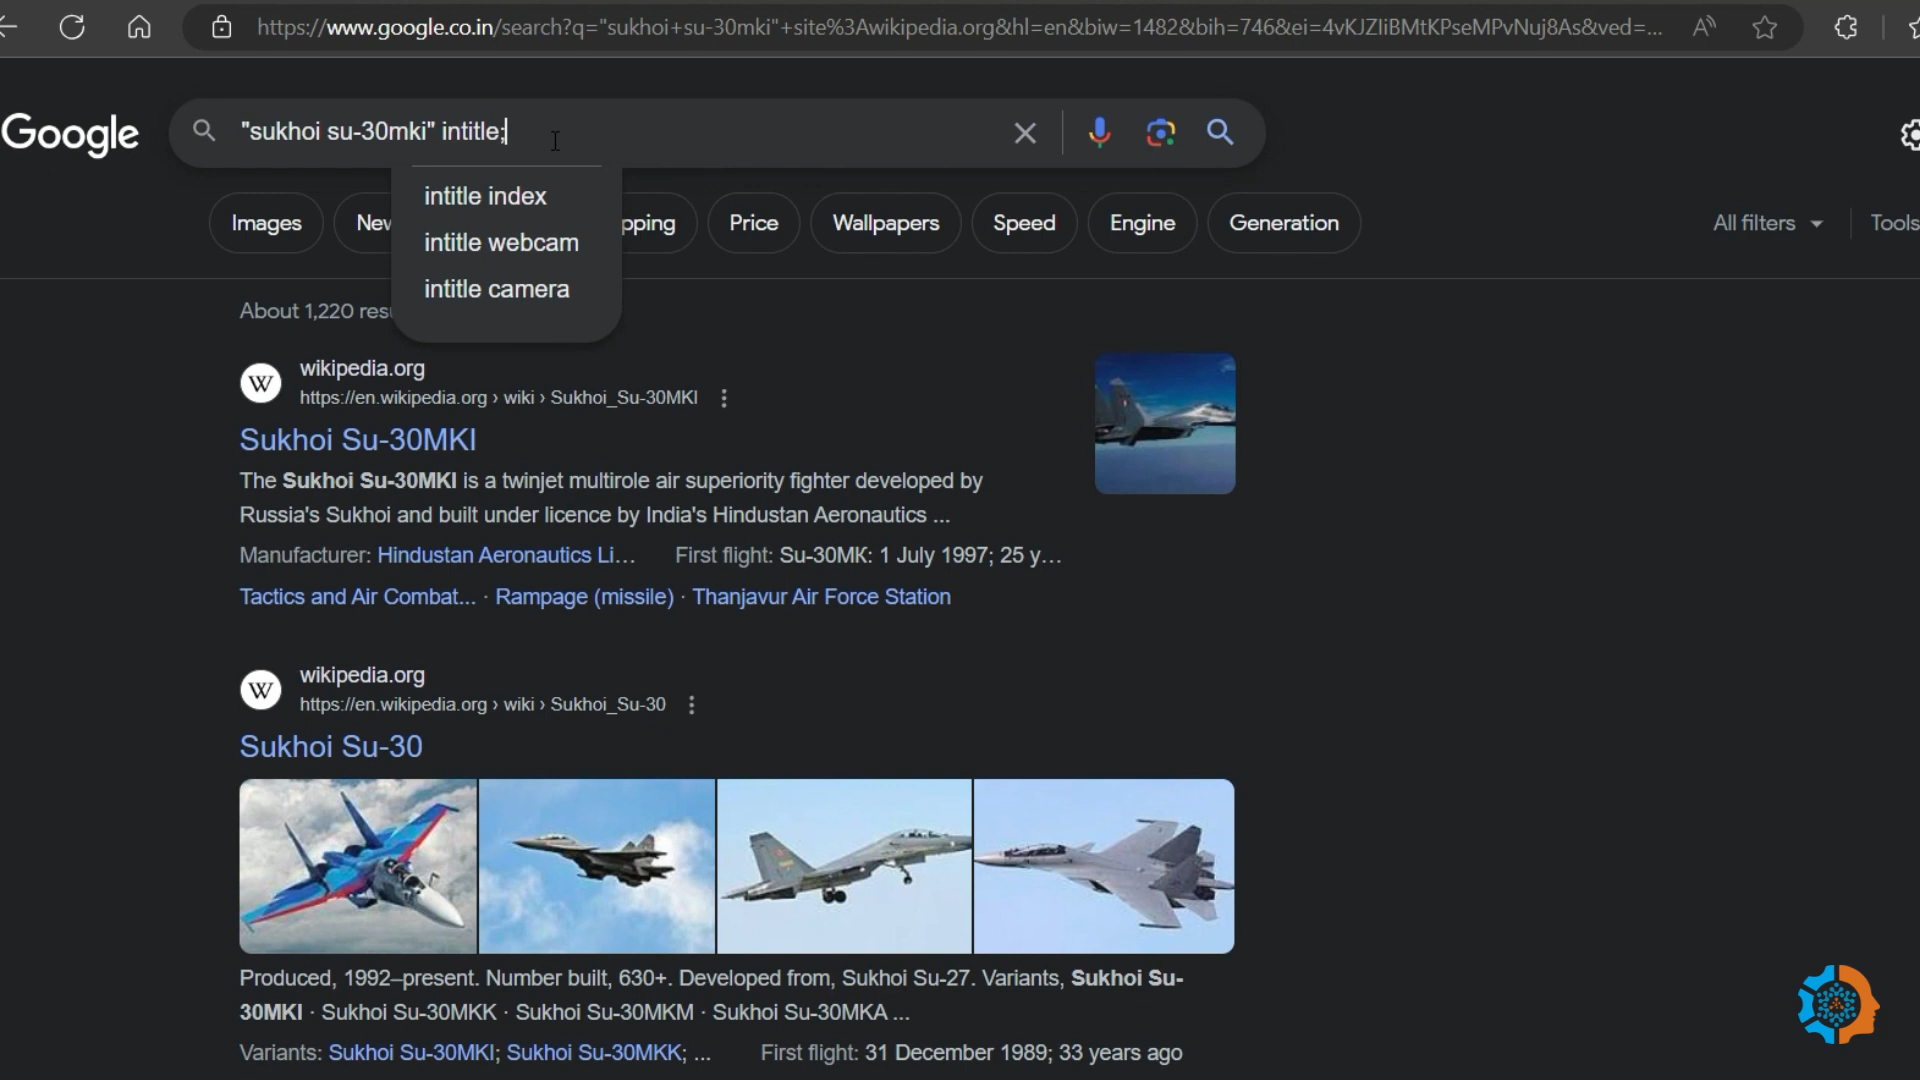 https://www.google.co.in/search?q="sukhoi+su-30mki"+site%3Awikipedia.org&hl=en&biw=1482&bih=746&ei=4vKJZIiBMtKPseMPvNuj8As&ved=...
Google
"sukhoi su-30mki" intitle;
intitle index
intitle webcam
intitle camera
Images
New
pping
Price
Wallpapers
Speed
Engine
Generation
All filters
Tools
About 1,220 resu
wikipedia.org
https://en.wikipedia.org › wiki › Sukhoi_Su-30MKI
Sukhoi Su-30MKI
The Sukhoi Su-30MKI is a twinjet multirole air superiority fighter developed by
Russia's Sukhoi and built under licence by India's Hindustan Aeronautics ...
Manufacturer: Hindustan Aeronautics Li... First flight: Su-30МК: 1 July 1997; 25 y...
Tactics and Air Combat... · Rampage (missile) · Thanjavur Air Force Station
wikipedia.org
https://en.wikipedia.org › wiki › Sukhoi_Su-30
Sukhoi Su-30
Produced, 1992–present. Number built, 630+. Developed from, Sukhoi Su-27. Variants, Sukhoi Su-
30MKI · Sukhoi Su-30MKK · Sukhoi Su-30MKM · Sukhoi Su-30MKA ...
Variants: Sukhoi Su-30MKI; Sukhoi Su-30MKK; ... First flight: 31 December 1989; 33 years ago